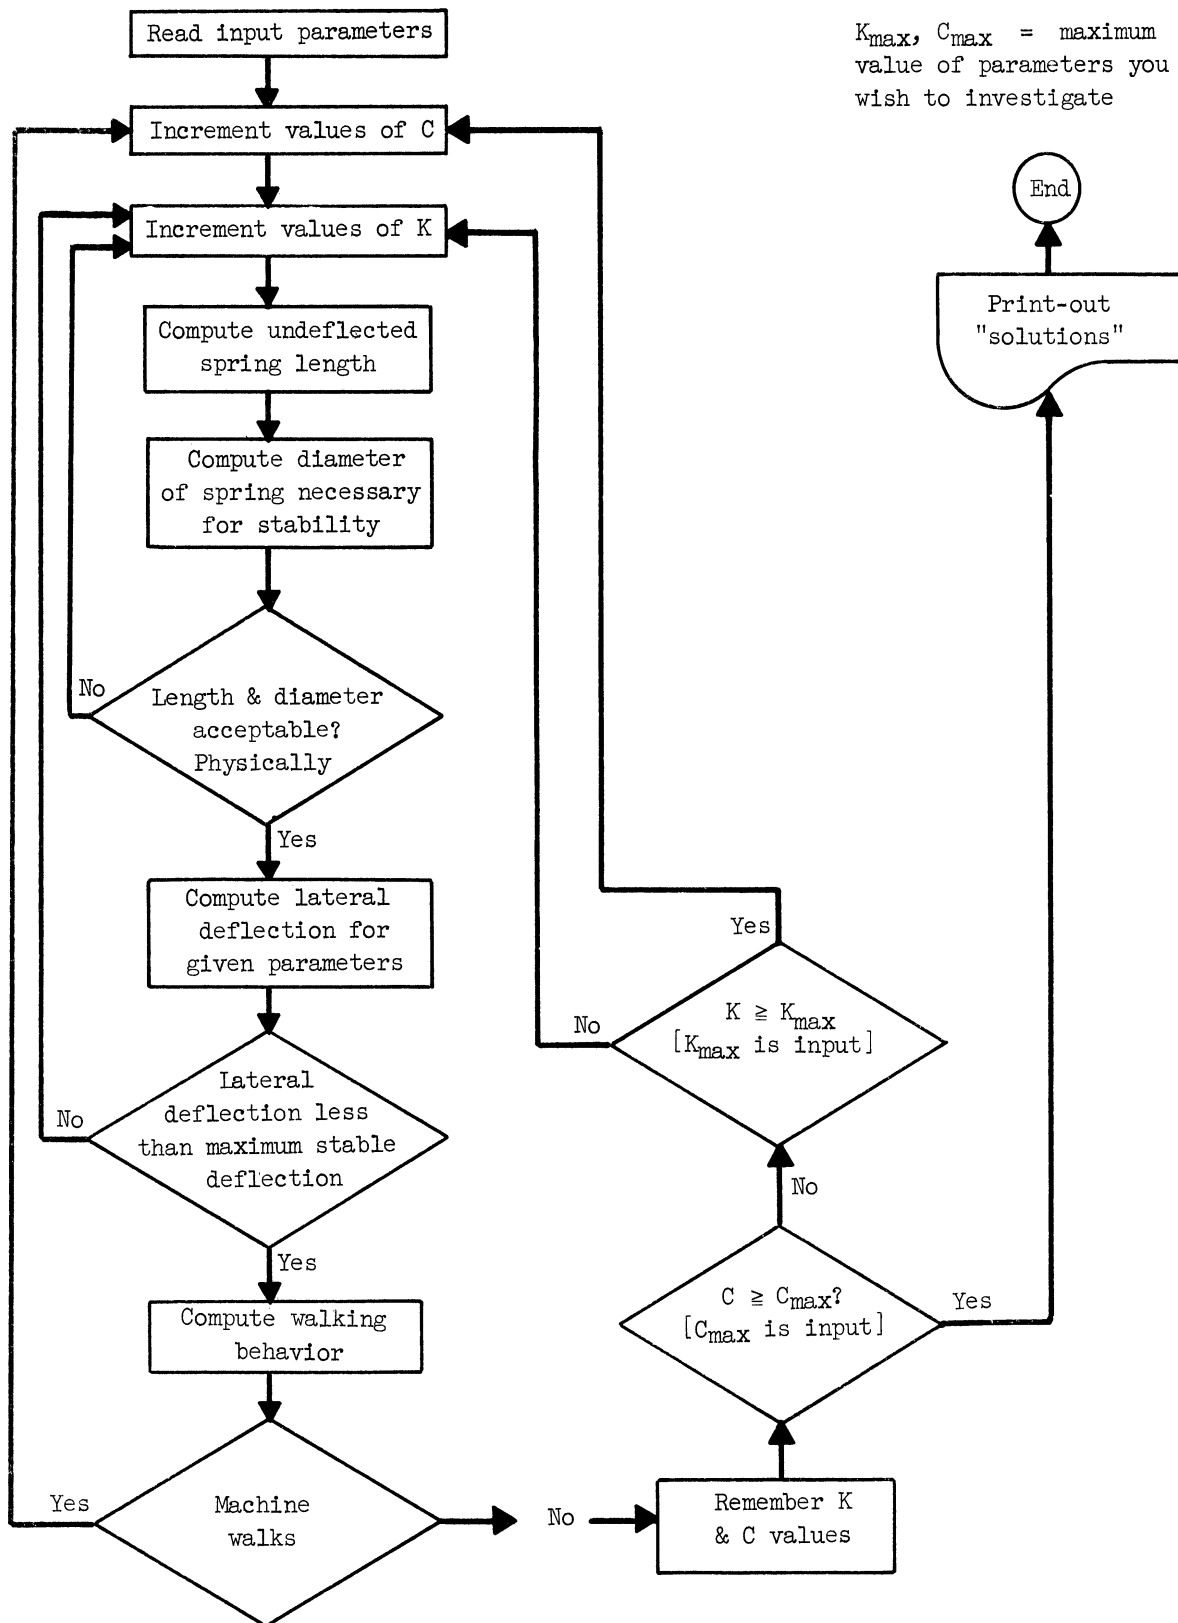 Read input parameters
Kmax, Cmax = maximum
value of parameters you
wish to investigate
Increment values of C
End
Increment values of K
Print-out
"solutions"
Compute undeflected
spring length
Compute diameter
of spring necessary
for stability
No
Length & diameter
acceptable?
Physically
Yes
Compute lateral
deflection for
given parameters
Yes
K ≧ Kmax
[Kmax is input]
No
Lateral
deflection less
than maximum stable
deflection
No
No
Yes
C ≧ Cmax?
[Cmax is input]
Yes
Compute walking
behavior
Yes
Machine
walks
No
Remember K
& C values